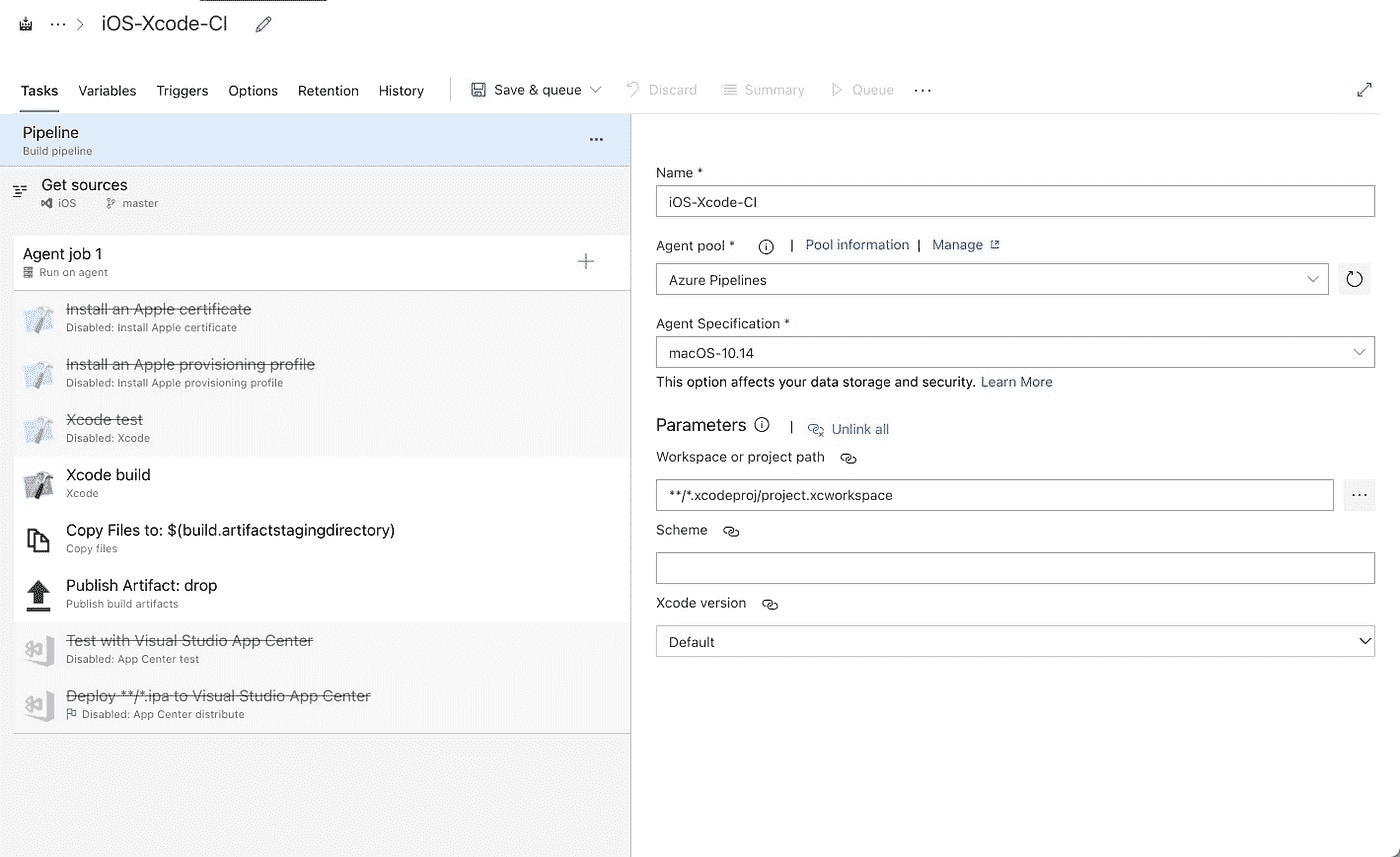 iOS-Xcode-CI
Tasks Variables Triggers Options Retention History Save & queue Discard Summary Queue
Pipeline
Build pipeline
Get sources
iOS master
Agent job 1
Run on agent
Install an Apple certificate
Disabled: Install Apple certificate
Install an Apple provisioning profile
Disabled: Install Apple provisioning profile
Xcode test
Disabled: Xcode
Xcode build
Xcode
Copy Files to: $(build.artifactstagingdirectory)
Copy files
Publish Artifact: drop
Publish build artifacts
Test with Visual Studio App Center
Disabled: App Center test
Deploy **/*.ipa to Visual Studio App Center
Disabled: App Center distribute
Name *
iOS-Xcode-CI
Agent pool * | Pool information | Manage
Azure Pipelines
Agent Specification *
macOS-10.14
This option affects your data storage and security. Learn More
Parameters | Unlink all
Workspace or project path
**/*.xcodeproj/project.xcworkspace
Scheme
Xcode version
Default